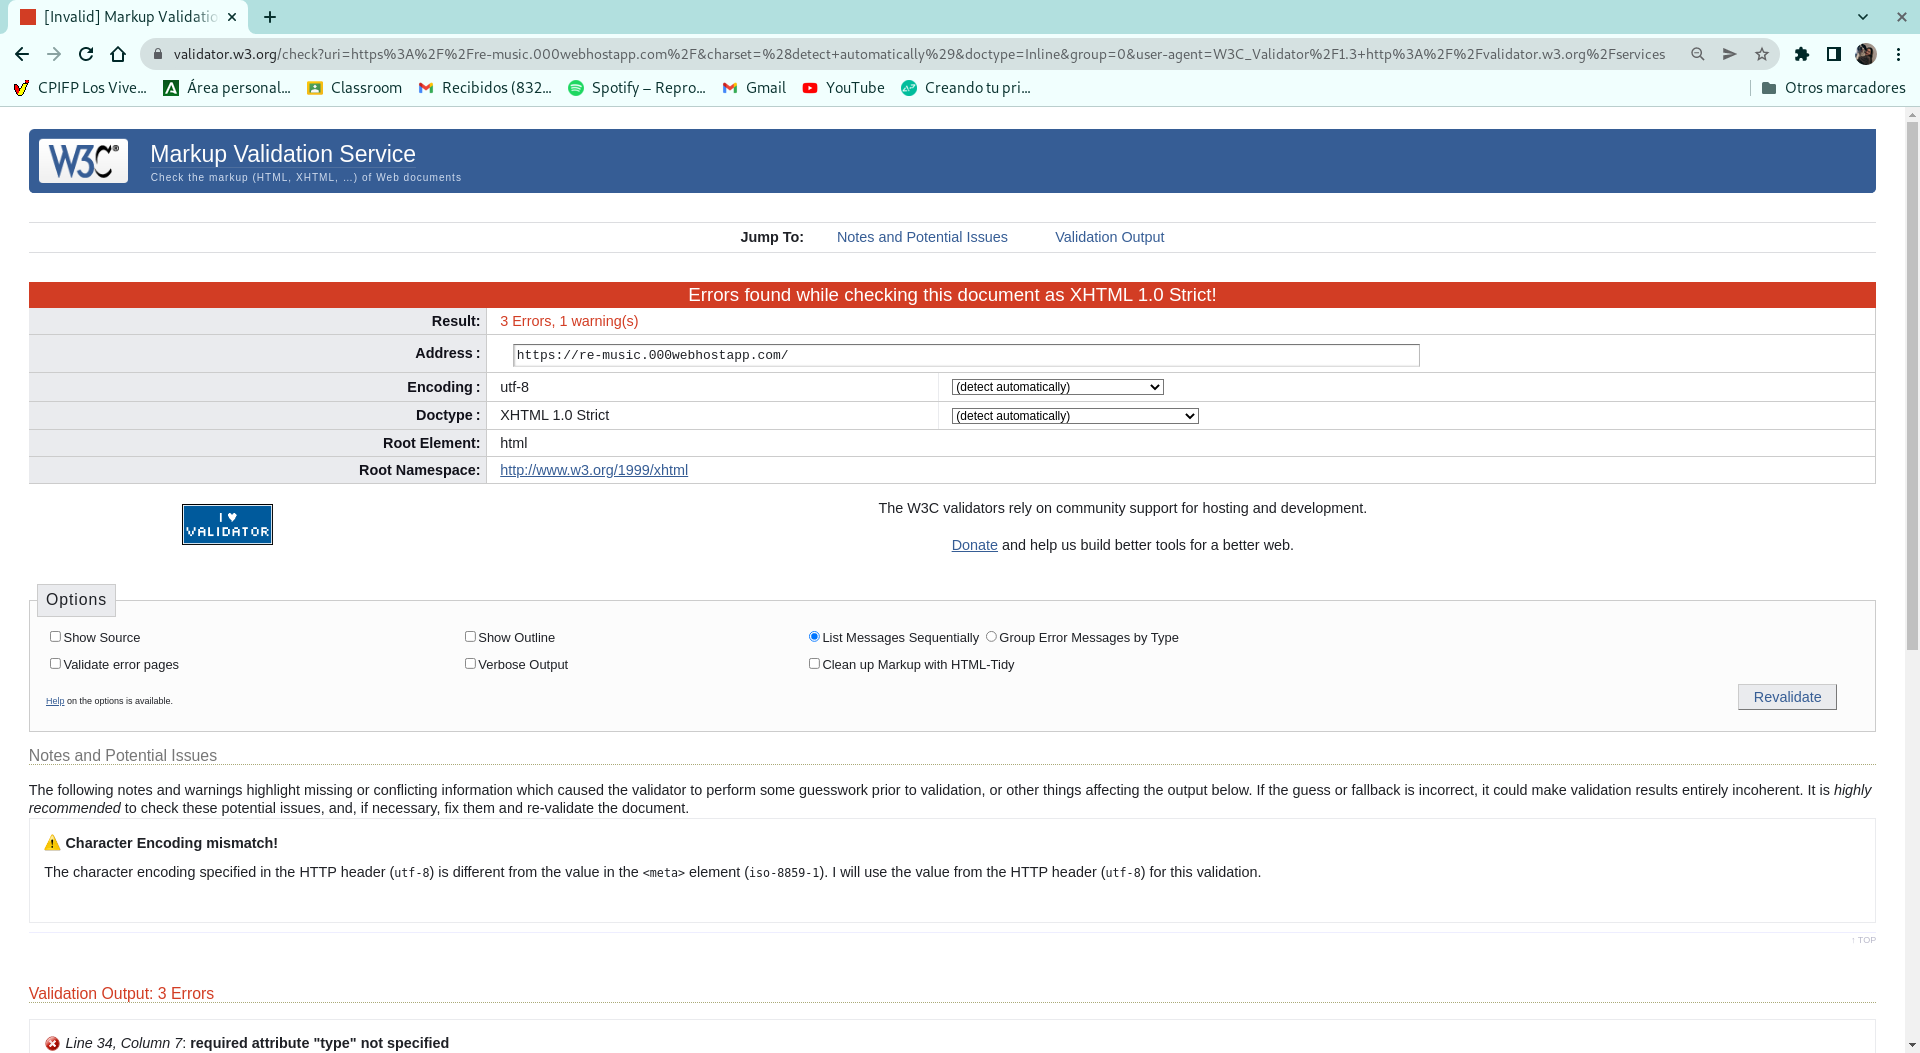 [Invalid] Markup Validatio
validator.w3.org/check?uri=https%3A%2F%2Fre-music.000webhostapp.com%2F&charset=%28detect+automatically%29&doctype=Inline&group=0&user-agent=W3C_Validator%2F1.3+http%3A%2F%2Fvalidator.w3.org%2Fservices
CPIFP Los Vive... Área personal... Classroom Recibidos (832... Spotify – Repro... Gmail YouTube Creando tu pri... Otros marcadores
W3C® Markup Validation Service
Check the markup (HTML, XHTML, …) of Web documents
Jump To: Notes and Potential Issues Validation Output
Errors found while checking this document as XHTML 1.0 Strict!
Result: 3 Errors, 1 warning(s)
Address : https://re-music.000webhostapp.com/
Encoding : utf-8 (detect automatically)
Doctype : XHTML 1.0 Strict (detect automatically)
Root Element: html
Root Namespace: http://www.w3.org/1999/xhtml
I ♥
VALIDATOR
The W3C validators rely on community support for hosting and development.
Donate and help us build better tools for a better web.
Options
Show Source Show Outline List Messages Sequentially Group Error Messages by Type
Validate error pages Verbose Output Clean up Markup with HTML-Tidy
Help on the options is available.
Revalidate
Notes and Potential Issues
The following notes and warnings highlight missing or conflicting information which caused the validator to perform some guesswork prior to validation, or other things affecting the output below. If the guess or fallback is incorrect, it could make validation results entirely incoherent. It is highly
recommended to check these potential issues, and, if necessary, fix them and re-validate the document.
Character Encoding mismatch!
The character encoding specified in the HTTP header (utf-8) is different from the value in the <meta> element (iso-8859-1). I will use the value from the HTTP header (utf-8) for this validation.
↑ TOP
Validation Output: 3 Errors
Line 34, Column 7: required attribute "type" not specified